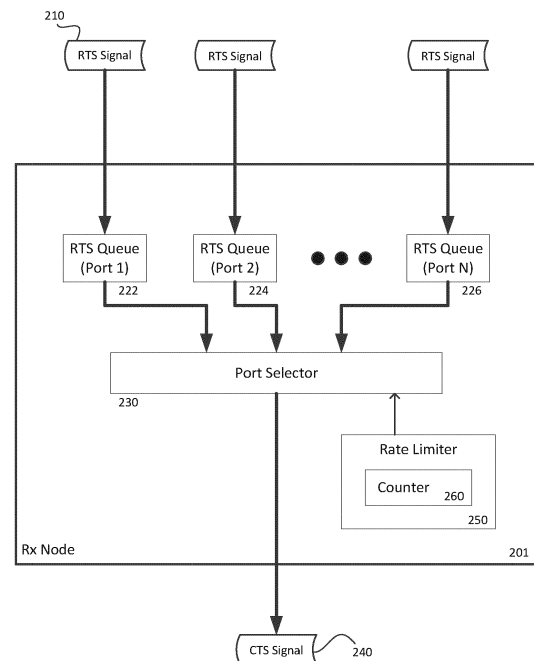 210
RTS Signal
RTS Signal
RTS Signal
RTS Queue
(Port 1)
222
RTS Queue
(Port 2)
224
RTS Queue
(Port N)
226
Port Selector
230
Rate Limiter
Counter
260
250
Rx Node
201
CTS Signal
240